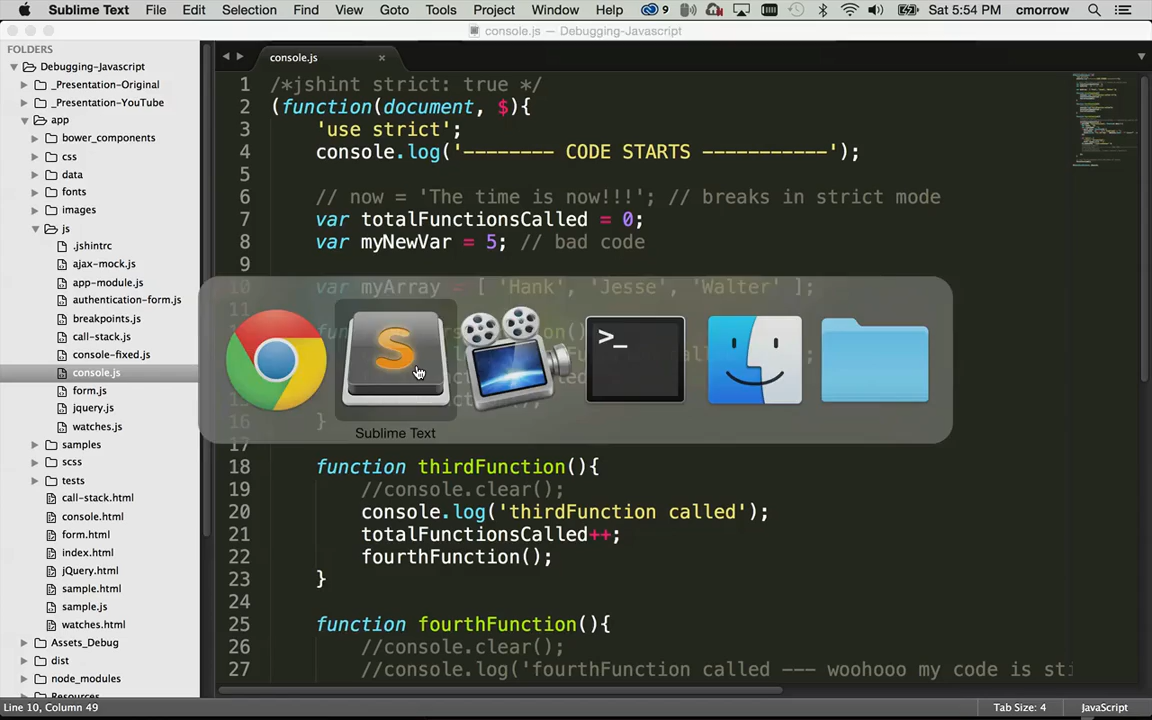 Sublime Text File Edit Selection Find View Goto Tools Project Window Help 9 Sat 5:54 PM cmorrow
console.js — Debugging-Javascript
FOLDERS
Debugging-Javascript
_Presentation-Original
_Presentation-YouTube
app
bower_components
css
data
fonts
images
js
.jshintrc
ajax-mock.js
app-module.js
authentication-form.js
breakpoints.js
call-stack.js
console-fixed.js
console.js
form.js
jquery.js
watches.js
samples
scss
tests
call-stack.html
console.html
form.html
index.html
jQuery.html
sample.html
sample.js
watches.html
Assets_Debug
dist
node_modules
Resources
console.js
1 /*jshint strict: true */
2 (function(document, $){
3 'use strict';
4 console.log('-------- CODE STARTS -----------');
5
6 // now = 'The time is now!!!'; // breaks in strict mode
7 var totalFunctionsCalled = 0;
8 var myNewVar = 5; // bad code
9
10 var myArray = [ 'Hank', 'Jesse', 'Walter' ];
11
16 }
17
18 function thirdFunction(){
19 //console.clear();
20 console.log('thirdFunction called');
21 totalFunctionsCalled++;
22 fourthFunction();
23 }
24
25 function fourthFunction(){
26 //console.clear();
27 //console.log('fourthFunction called --- woohooo my code is sti
S
>_
Sublime Text
Line 10, Column 49
Tab Size: 4
JavaScript